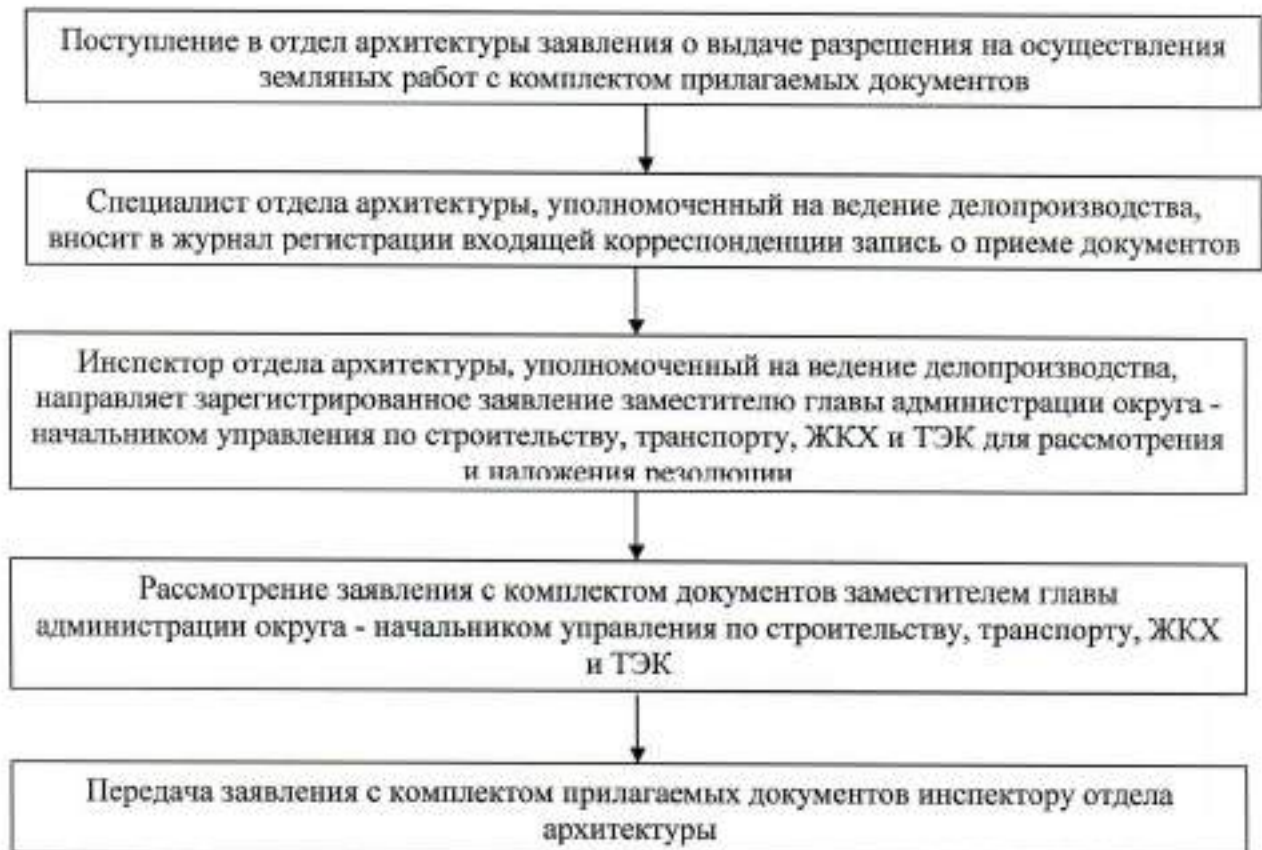 Поступление в отдел архитектуры заявления о выдаче разрешения на осуществления
земляных работ с комплектом прилагаемых документов
Специалист отдела архитектуры, уполномоченный на ведение делопроизводства,
вносит в журнал регистрации входящей корреспонденции запись о приеме документов
Инспектор отдела архитектуры, уполномоченный на ведение делопроизводства,
направляет зарегистрированное заявление заместителю главы администрации округа -
начальником управления по строительству, транспорту, ЖКХ и ТЭК для рассмотрения
и наложения резолюции
Рассмотрение заявления с комплектом документов заместителем главы
администрации округа - начальником управления по строительству, транспорту, ЖКХ
и ТЭК
Передача заявления с комплектом прилагаемых документов инспектору отдела
архитектуры